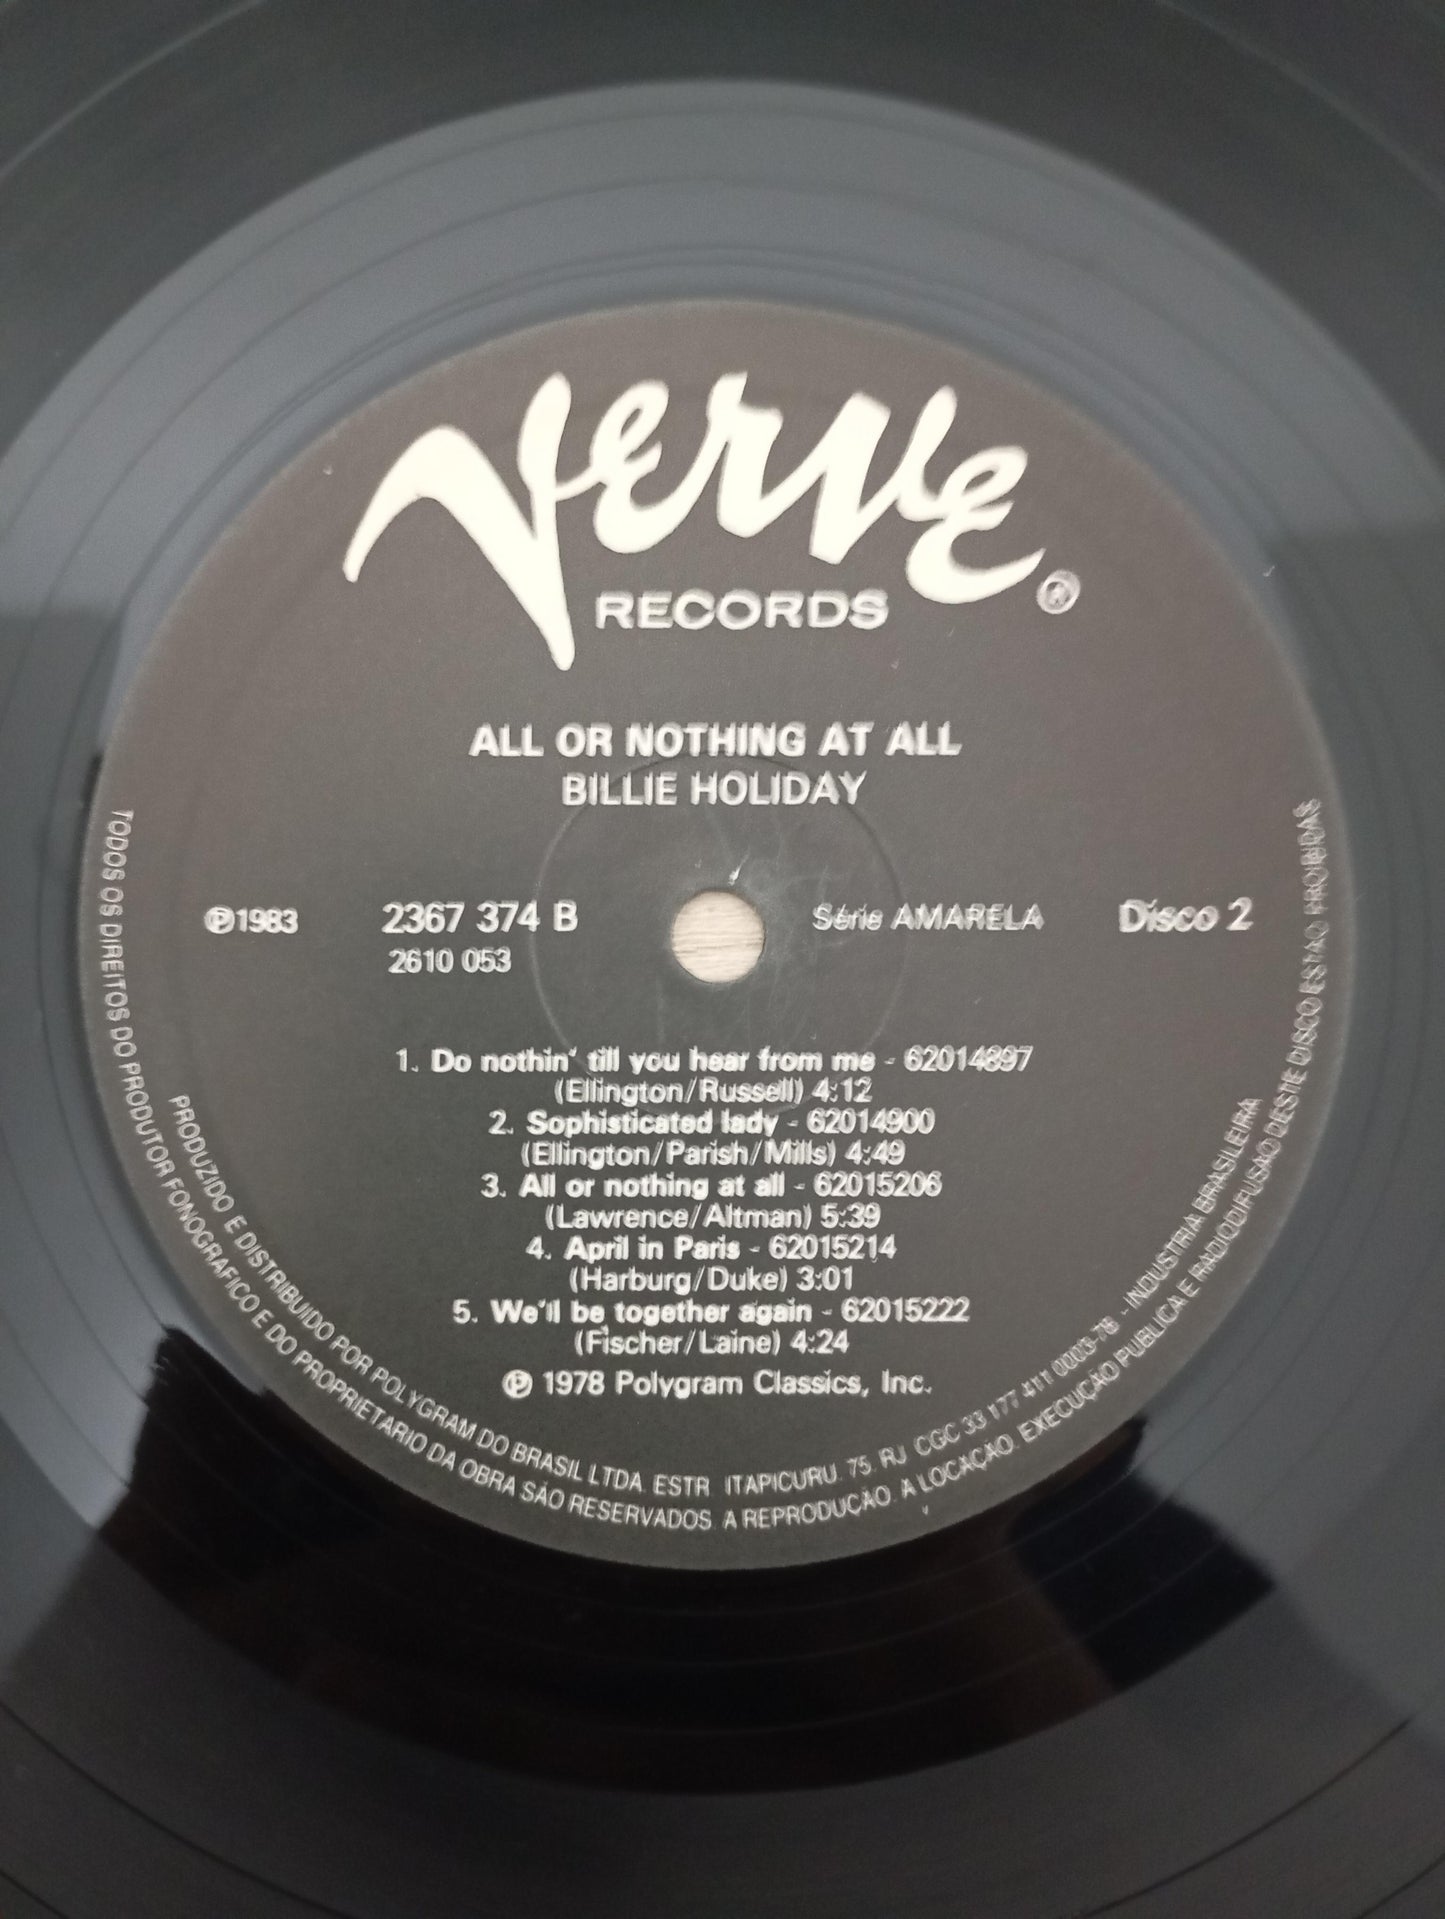 Verve ®
RECORDS
ALL OR NOTHING AT ALL
BILLIE HOLIDAY
℗1983 2367 374 B Série AMARELA Disco 2
2610 053
1. Do nothin' till you hear from me - 62014897
(Ellington/Russell) 4:12
2. Sophisticated lady - 62014900
(Ellington/Parish/Mills) 4:49
3. All or nothing at all - 62015206
(Lawrence/Altman) 5:39
4. April in Paris - 62015214
(Harburg/Duke) 3:01
5. We'll be together again - 62015222
(Fischer/Laine) 4:24
℗ 1978 Polygram Classics, Inc.
PRODUZIDO E DISTRIBUIDO POR POLYGRAM DO BRASIL LTDA. ESTR. ITAPICURU, 75. RJ CGC 33 177 411 0003-78 - INDUSTRIA BRASILEIRA
TODOS OS DIREITOS DO PRODUTOR FONOGRAFICO E DO PROPRIETARIO DA OBRA SÃO RESERVADOS. A REPRODUÇÃO. A LOCAÇÃO. EXECUÇÃO PUBLICA E RADIODIFUSAO DESTE DISCO ESTAO PROIBIDAS